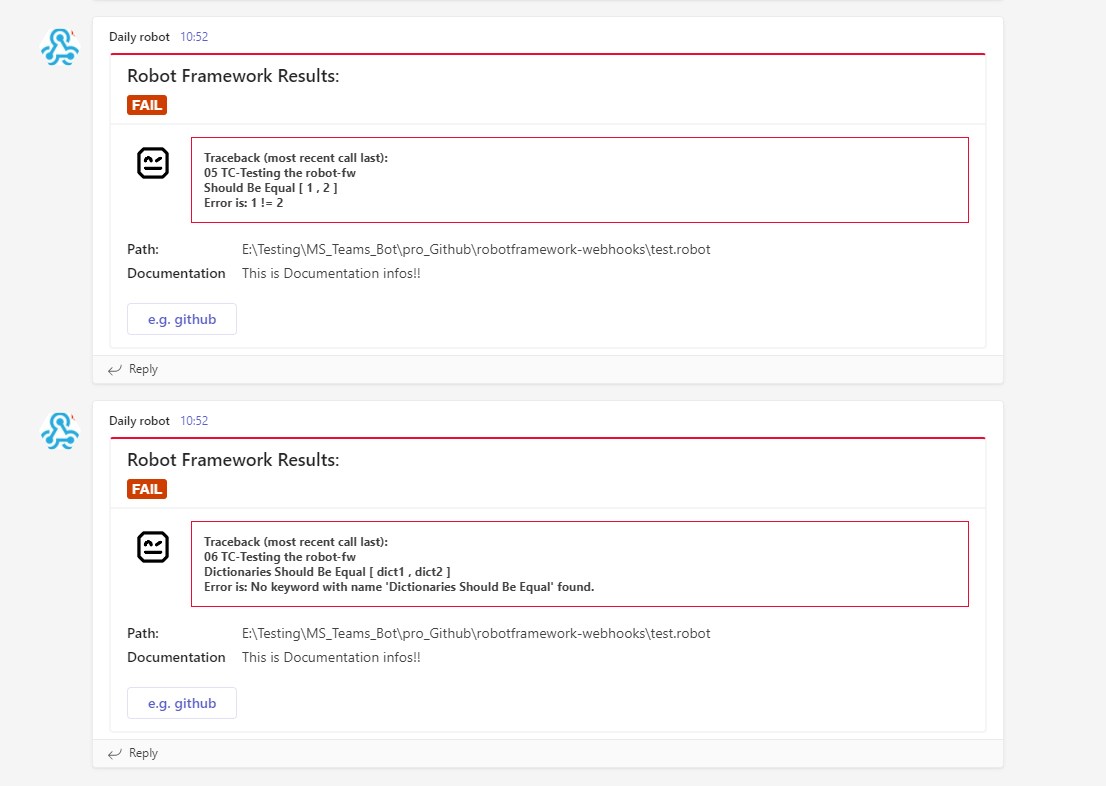 Daily robot 10:52
Robot Framework Results:
FAIL
Traceback (most recent call last):
05 TC-Testing the robot-fw
Should Be Equal [ 1 , 2 ]
Error is: 1 != 2
Path: E:\Testing\MS_Teams_Bot\pro_Github\robotframework-webhooks\test.robot
Documentation This is Documentation infos!!
e.g. github
Reply
Daily robot 10:52
Robot Framework Results:
FAIL
Traceback (most recent call last):
06 TC-Testing the robot-fw
Dictionaries Should Be Equal [ dict1 , dict2 ]
Error is: No keyword with name 'Dictionaries Should Be Equal' found.
Path: E:\Testing\MS_Teams_Bot\pro_Github\robotframework-webhooks\test.robot
Documentation This is Documentation infos!!
e.g. github
Reply